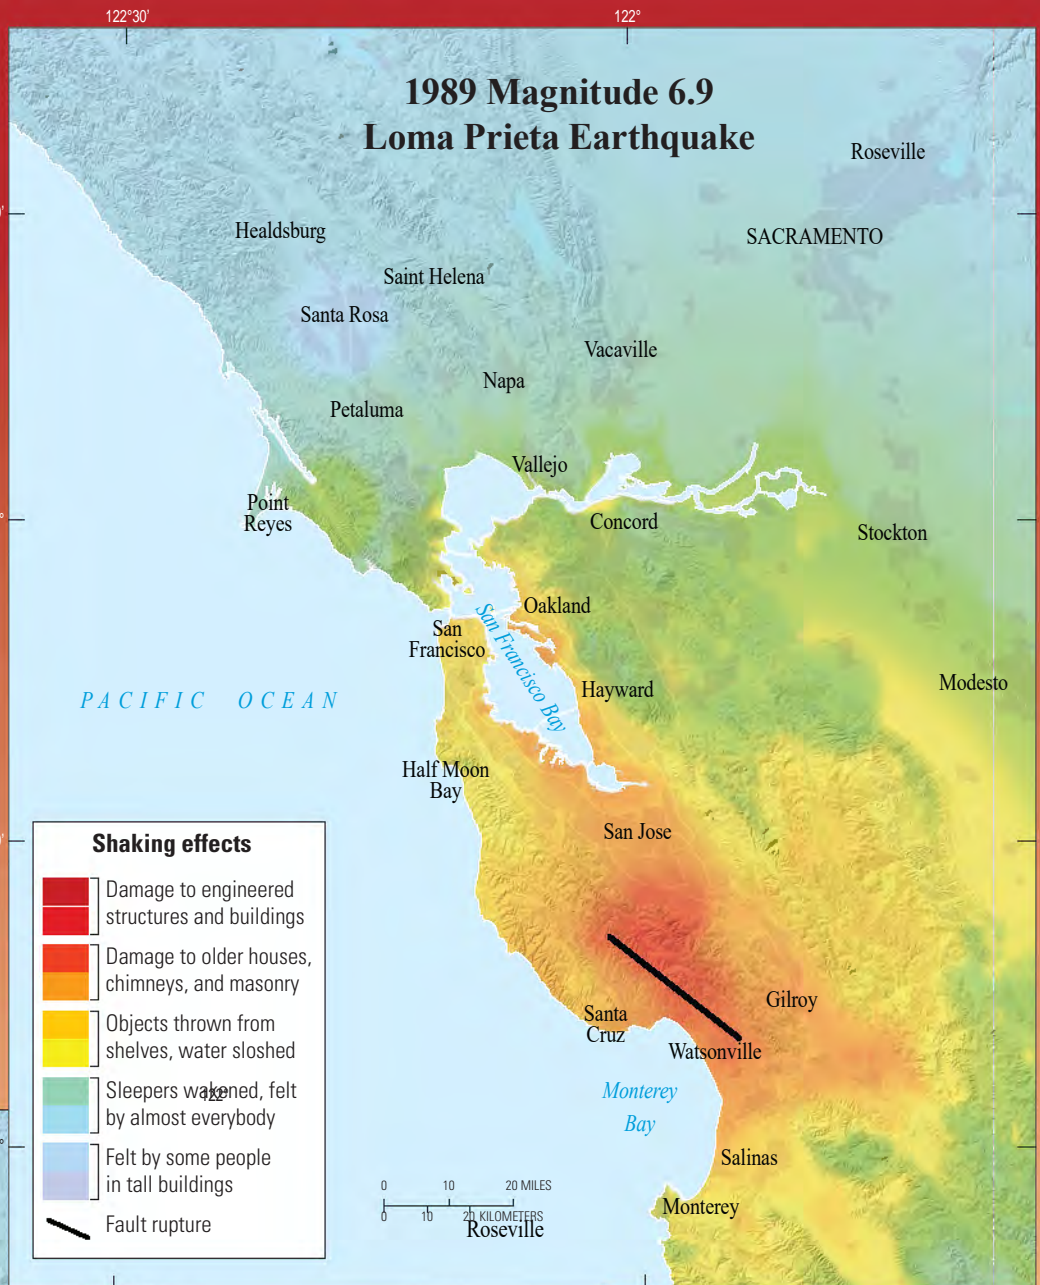 122°30'
122°
1989 Magnitude 6.9
Loma Prieta Earthquake
Roseville
SACRAMENTO
Healdsburg
Saint Helena
Santa Rosa
Vacaville
Napa
Petaluma
Vallejo
Point
Reyes
Concord
Stockton
Oakland
San
Francisco
San Francisco Bay
Hayward
Modesto
PACIFIC OCEAN
Half Moon
Bay
San Jose
Gilroy
Santa
Cruz
Watsonville
Monterey
Bay
Salinas
Monterey
Shaking effects
Damage to engineered
structures and buildings
Damage to older houses,
chimneys, and masonry
Objects thrown from
shelves, water sloshed
Sleepers wakened, felt
122°
by almost everybody
Felt by some people
in tall buildings
Fault rupture
0 10 20 MILES
0 10 20 KILOMETERS
Roseville